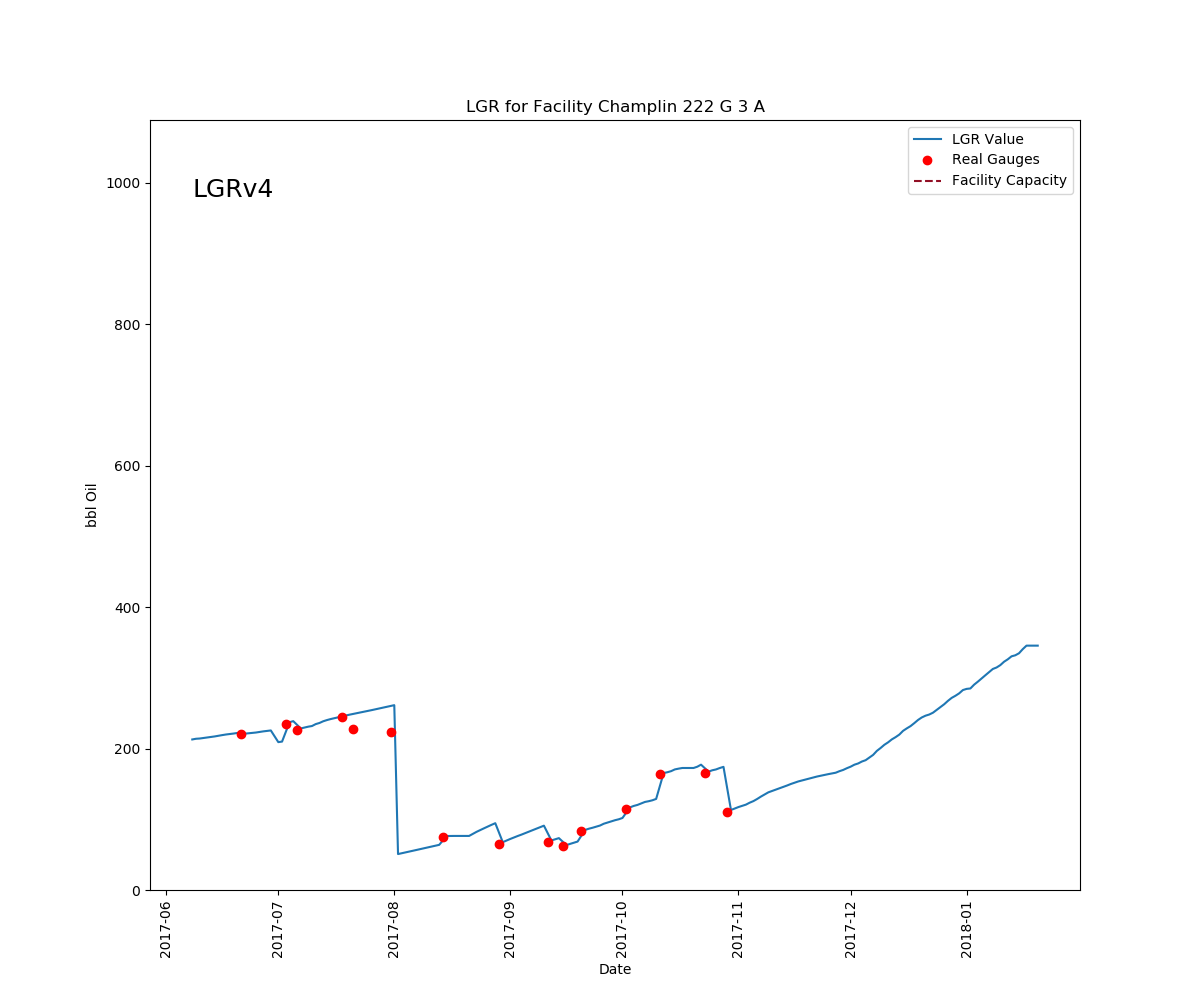 LGR for Facility Champlin 222 G 3 A
LGR Value
Real Gauges
Facility Capacity
LGRv4
1000
800
600
400
200
0
bbl Oil
2017-06
2017-07
2017-08
2017-09
2017-10
2017-11
2017-12
2018-01
Date